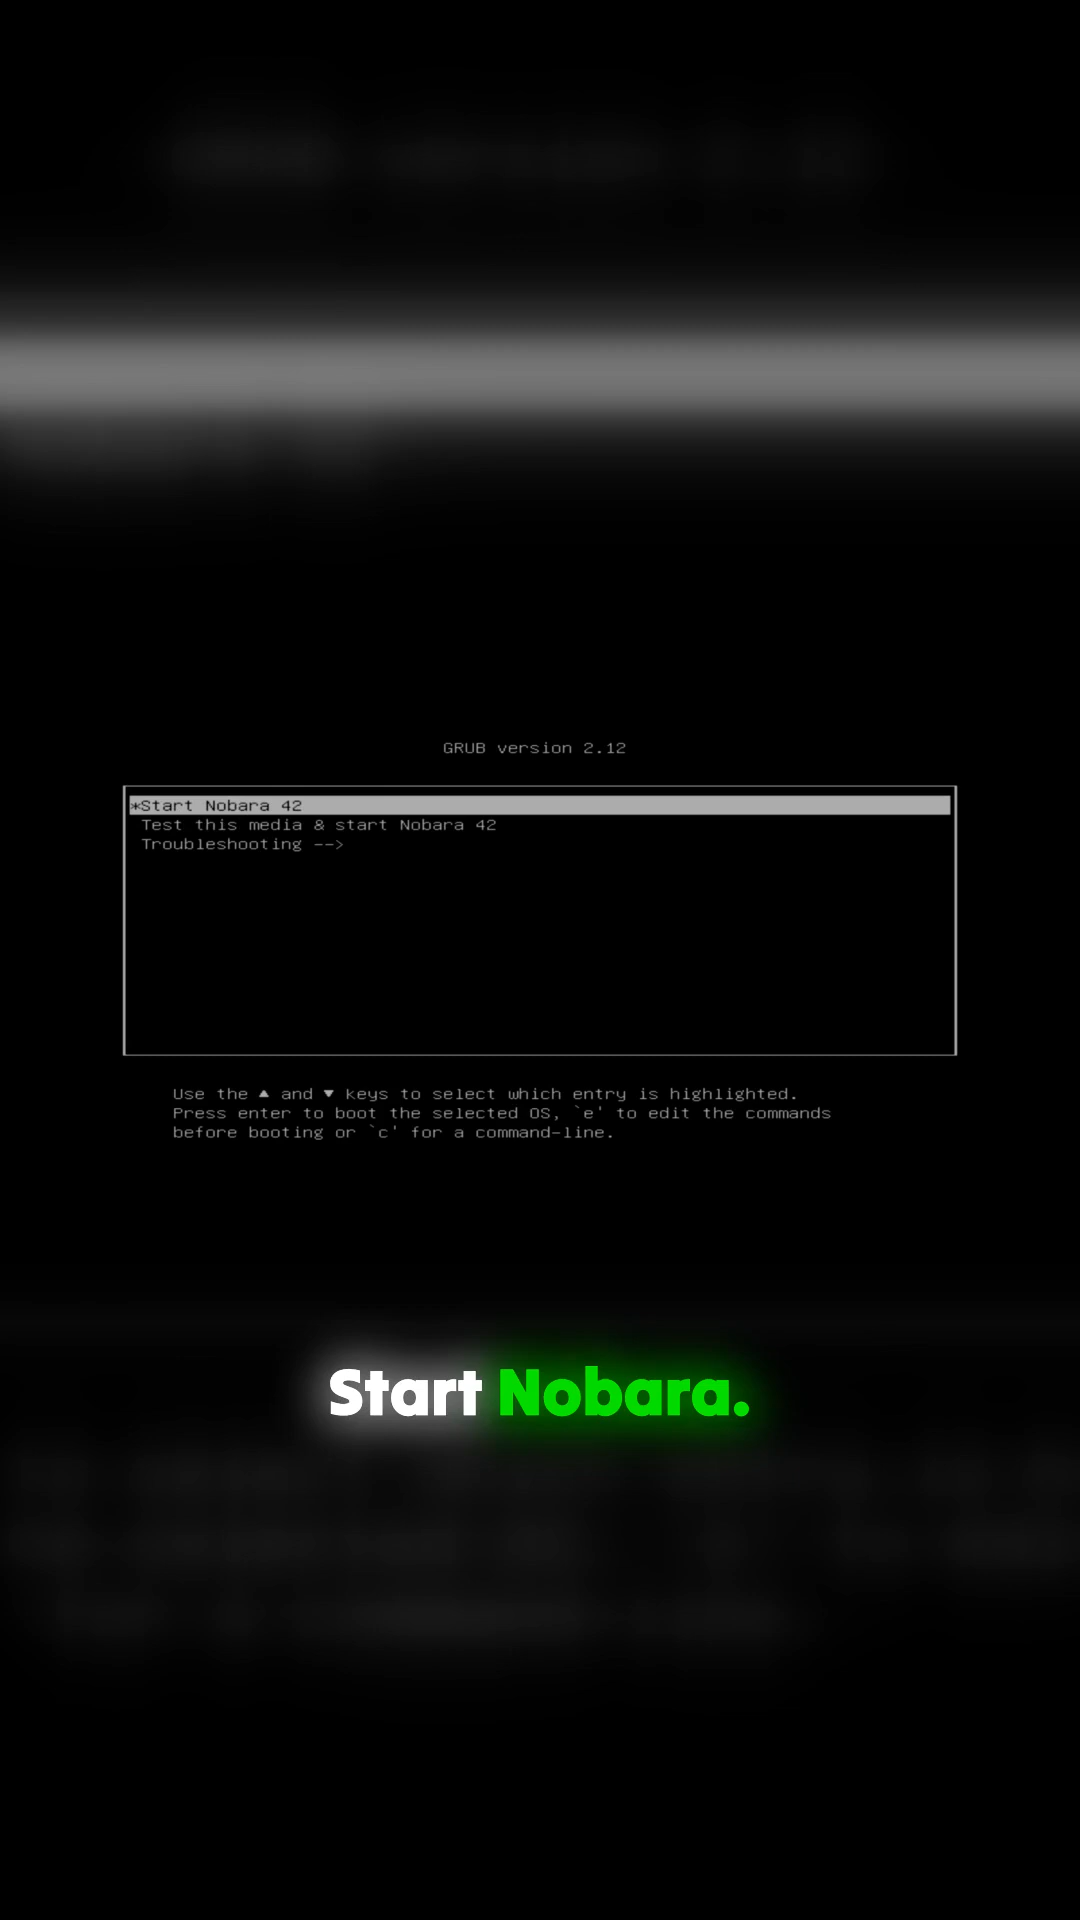 GRUB version 2.12
*Start Nobara 42
Test this media & start Nobara 42
Troubleshooting -->
Use the ▲ and ▼ keys to select which entry is highlighted.
Press enter to boot the selected OS, `e' to edit the commands
before booting or `c' for a command-line.
Start Nobara.